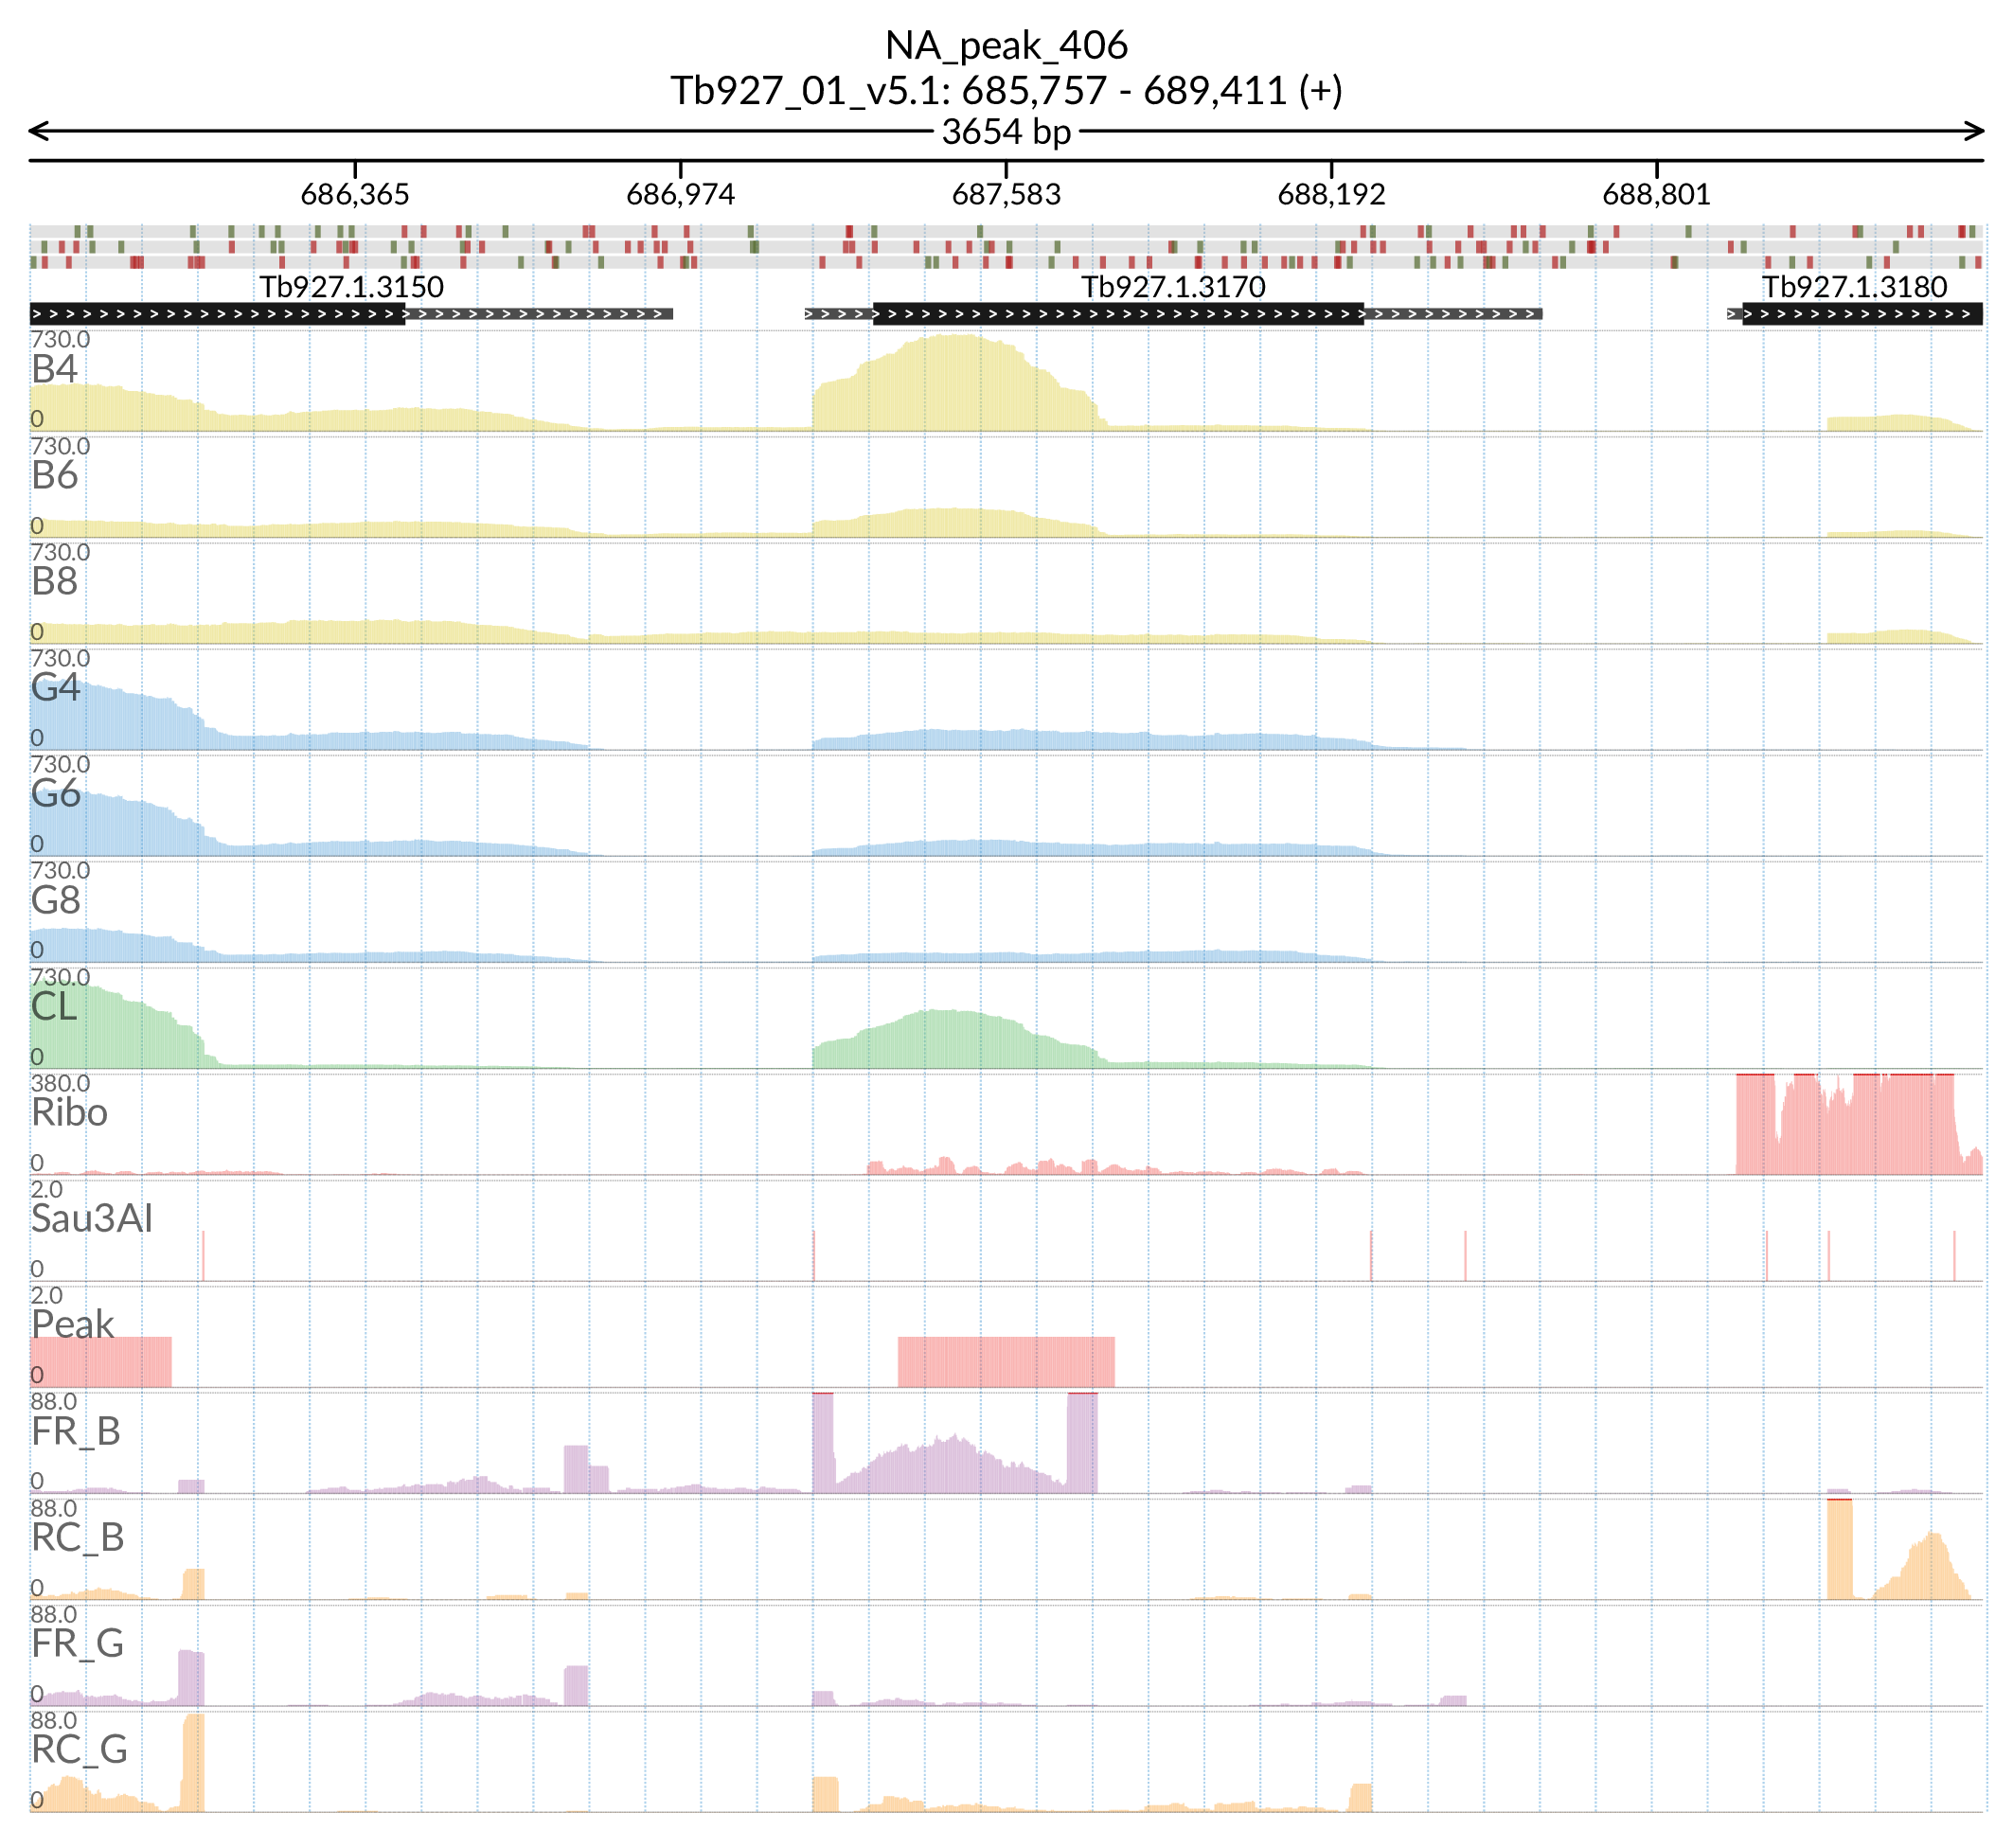 NA_peak_406
Tb927_01_v5.1: 685,757 - 689,411 (+)
3654 bp
686,365 686,974 687,583 688,192 688,801
Tb927.1.3150 Tb927.1.3170 Tb927.1.3180
730.0
B4
0
730.0
B6
0
730.0
B8
0
730.0
G4
0
730.0
G6
0
730.0
G8
0
730.0
CL
0
380.0
Ribo
0
2.0
Sau3AI
0
2.0
Peak
0
88.0
FR_B
0
88.0
RC_B
0
88.0
FR_G
0
88.0
RC_G
0